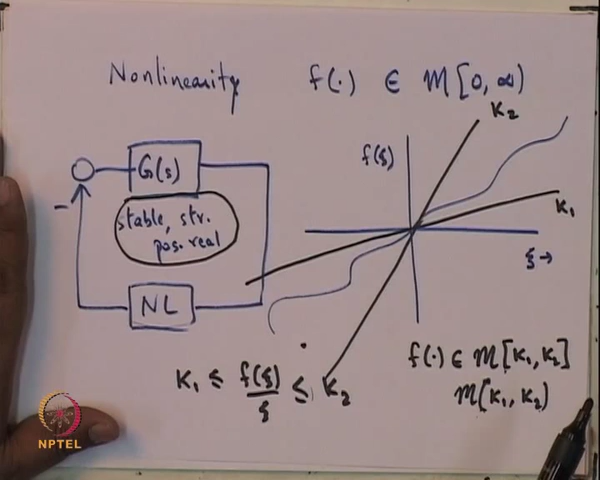 Nonlinearity f(·) ∈ M[0, ∞)
K₂
f(ξ)
G(s)
K₁
stable, str.
pos. real
ξ→
−
NL
f(·) ∈ M[K₁, K₂]
K₁ ≤ f(ξ)/ξ ≤ K₂
M[K₁, K₂)
NPTEL